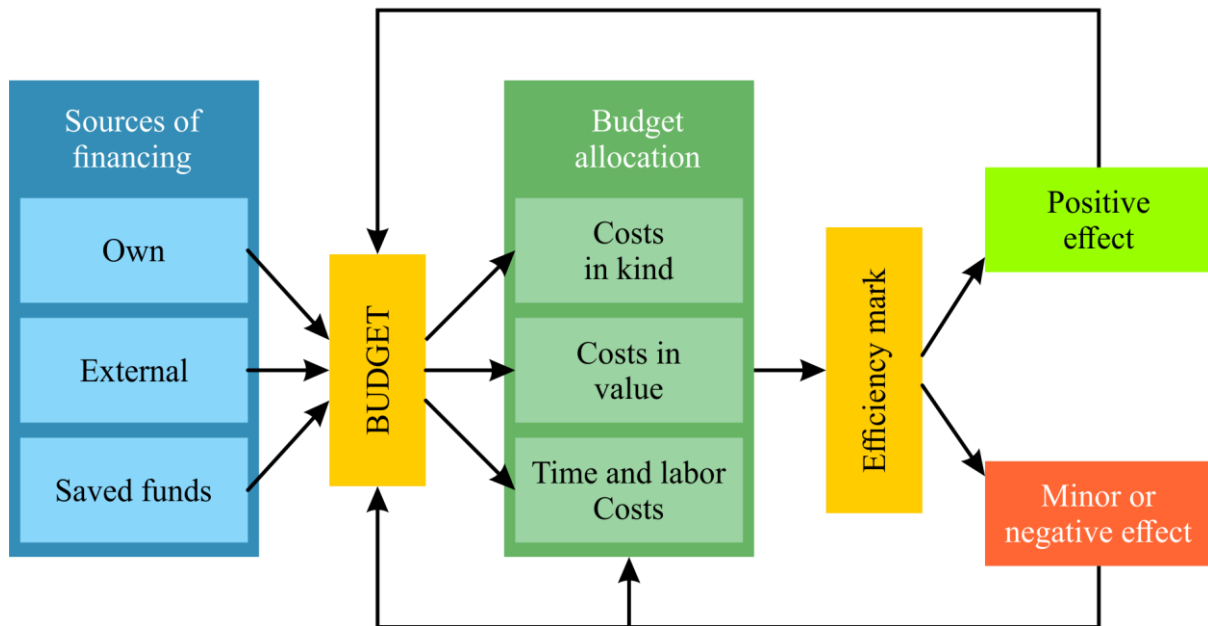 Sources of
financing
Own
External
Saved funds
BUDGET
Budget
allocation
Costs
in kind
Costs in
value
Time and labor
Costs
Efficiency mark
Positive
effect
Minor or
negative effect